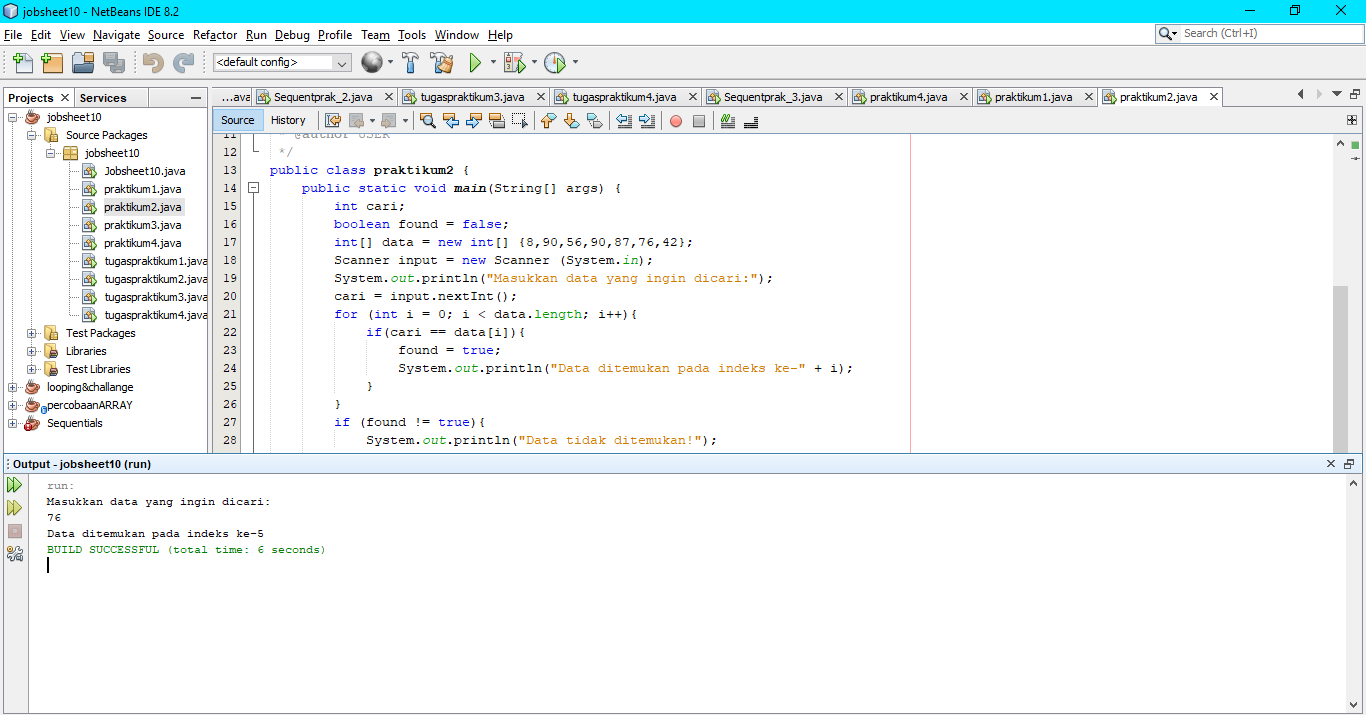 jobsheet10 - NetBeans IDE 8.2
File Edit View Navigate Source Refactor Run Debug Profile Team Tools Window Help
Search (Ctrl+I)
<default config>
Projects
Services
jobsheet10
Source Packages
jobsheet10
Jobsheet10.java
praktikum1.java
praktikum2.java
praktikum3.java
praktikum4.java
tugaspraktikum1.java
tugaspraktikum2.java
tugaspraktikum3.java
tugaspraktikum4.java
Test Packages
Libraries
Test Libraries
looping&challange
percobaanARRAY
Sequentials
...ava Sequentprak_2.java tugaspraktikum3.java tugaspraktikum4.java Sequentprak_3.java praktikum4.java praktikum1.java praktikum2.java
Source History
11 * @author USER
12 */
13 public class praktikum2 {
14 public static void main(String[] args) {
15 int cari;
16 boolean found = false;
17 int[] data = new int[] {8,90,56,90,87,76,42};
18 Scanner input = new Scanner (System.in);
19 System.out.println("Masukkan data yang ingin dicari:");
20 cari = input.nextInt();
21 for (int i = 0; i < data.length; i++){
22 if(cari == data[i]){
23 found = true;
24 System.out.println("Data ditemukan pada indeks ke-" + i);
25 }
26 }
27 if (found != true){
28 System.out.println("Data tidak ditemukan!");
Output - jobsheet10 (run)
run:
Masukkan data yang ingin dicari:
76
Data ditemukan pada indeks ke-5
BUILD SUCCESSFUL (total time: 6 seconds)